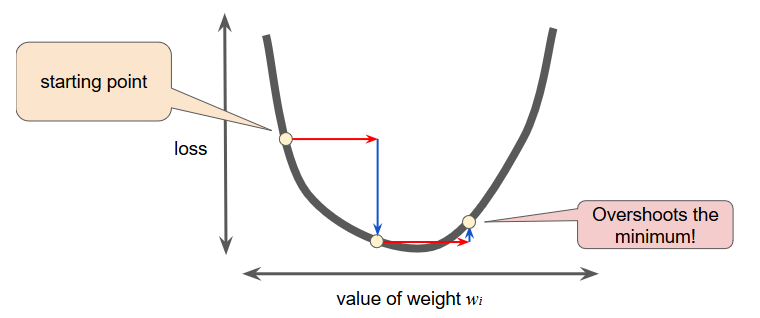 starting point
loss
Overshoots the
minimum!
value of weight wᵢ